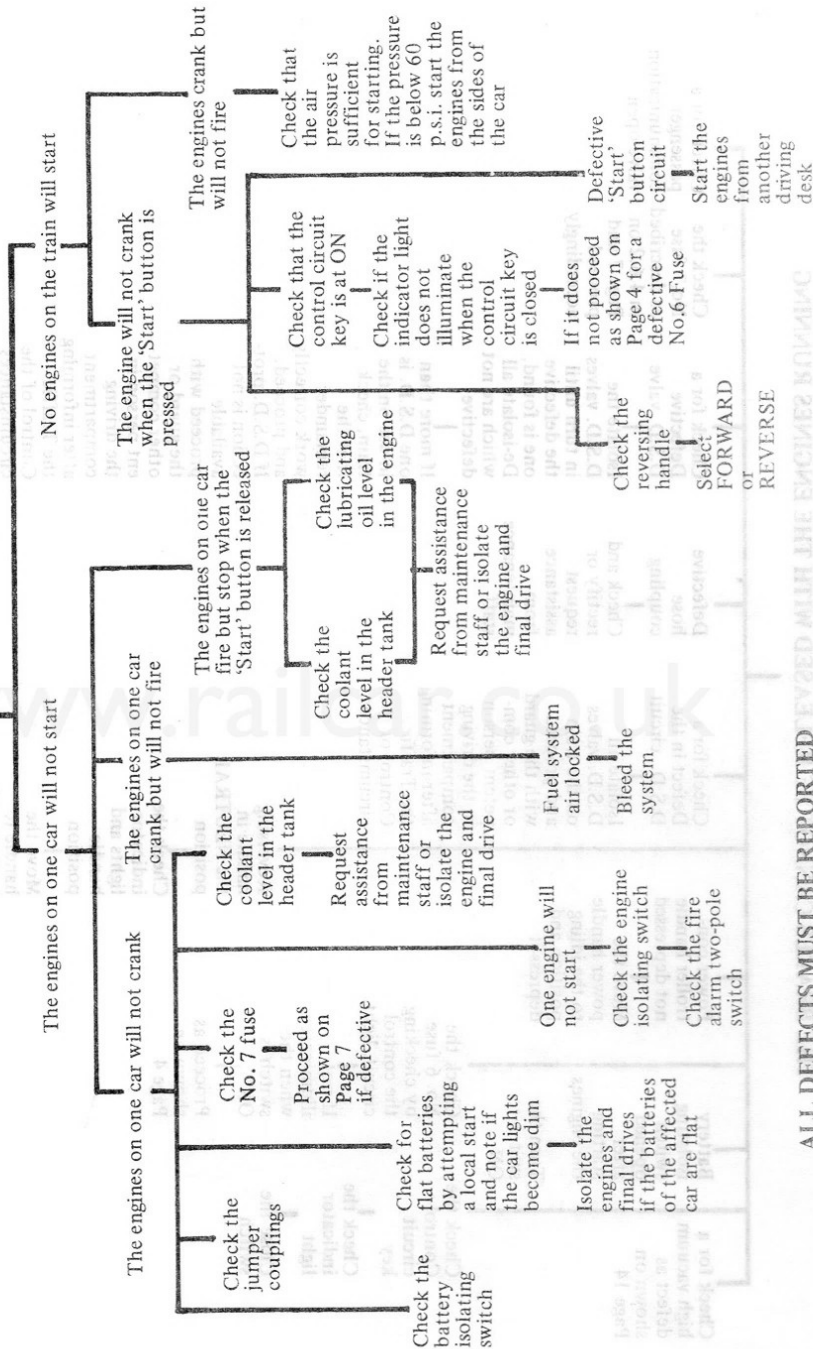 The engines on one car will not start
The engines on one car will not crank
Check the
battery
isolating
switch
Check the
jumper
couplings
Check for
flat batteries
by attempting
a local start
and note if
the car lights
become dim
Isolate the
engines and
final drives
if the batteries
of the affected
car are flat
Check the
No. 7 fuse
Proceed as
shown on
Page 7
if defective
One engine will
not start
Check the engine
isolating switch
Check the fire
alarm two-pole
switch
Check the
coolant
level in the
header tank
Request
assistance
from
maintenance
staff or
isolate the
engine and
final drive
The engines on one car
crank but will not fire
Fuel system
air locked
Bleed the
system
The engines on one car
fire but stop when the
‘Start’ button is released
Check the
coolant
level in the
header tank
Check the
lubricating
oil level
in the engine
Request assistance
from maintenance
staff or isolate
the engine and
final drive
No engines on the train will start
The engine will not crank
when the ‘Start’ button is
pressed
Check the
reversing
handle
Select
FORWARD
or
REVERSE
Check that the
control circuit
key is at ON
Check if the
indicator light
does not
illuminate
when the
control
circuit key
is closed
If it does
not proceed
as shown on
Page 4 for a
defective
No.6 Fuse
Defective
‘Start’
button
circuit
Start the
engines
from
another
driving
desk
The engines crank but
will not fire
Check that
the air
pressure is
sufficient
for starting.
If the pressure
is below 60
p.s.i. start the
engines from
the sides of
the car
ALL DEFECTS MUST BE REPORTED
www.railcar.co.uk